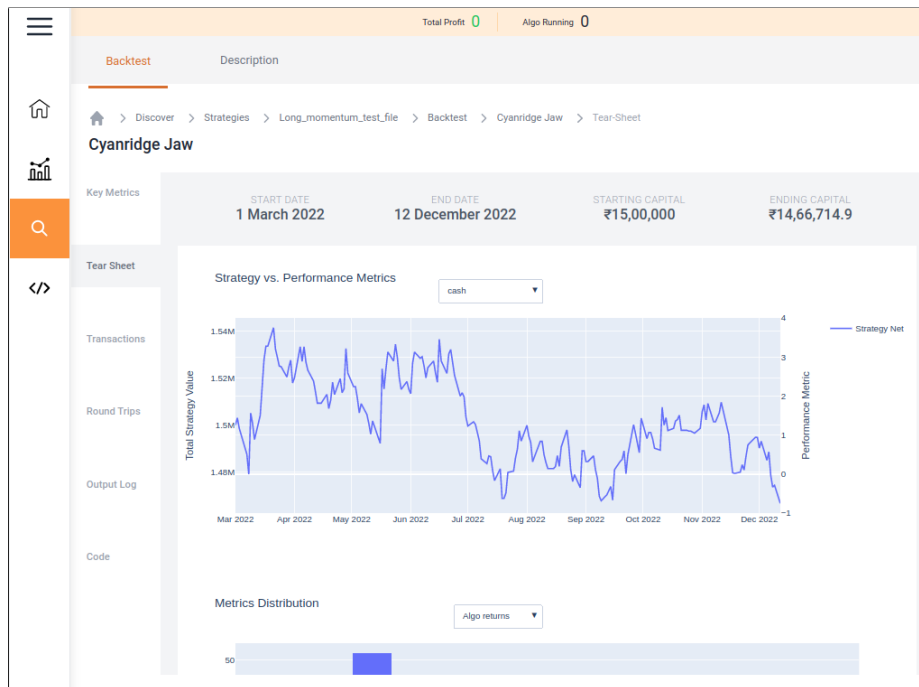 Total Profit 0 Algo Running 0
Backtest Description
Discover > Strategies > Long_momentum_test_file > Backtest > Cyanridge Jaw > Tear-Sheet
Cyanridge Jaw
Key Metrics
Tear Sheet
Transactions
Round Trips
Output Log
Code
START DATE END DATE STARTING CAPITAL ENDING CAPITAL
1 March 2022 12 December 2022 ₹15,00,000 ₹14,66,714.9
Strategy vs. Performance Metrics
cash
1.54M
1.52M
1.5M
1.48M
Total Strategy Value
4
3
2
1
0
−1
Performance Metric
Strategy Net
Mar 2022 Apr 2022 May 2022 Jun 2022 Jul 2022 Aug 2022 Sep 2022 Oct 2022 Nov 2022 Dec 2022
Metrics Distribution
Algo returns
50